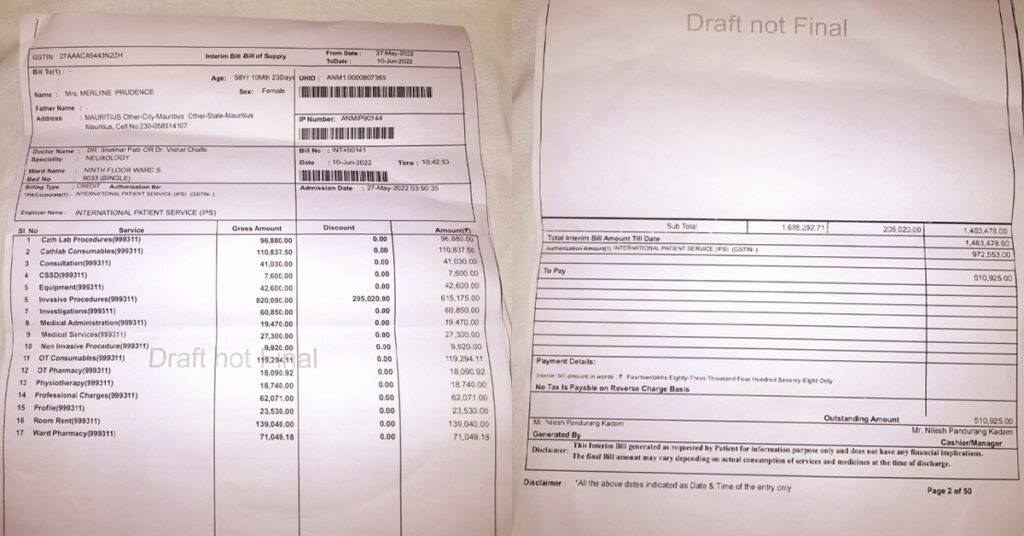 GSTIN 27AAACA5443N2ZH Interim Bill-Bill of Supply From Date : 27-May-2022
ToDate : 10-Jun-2022
Bill To(1) : -
Age: 58Yr 10Mth 23Days UHID : ANM1.0000807365
Name : Mrs. MERLINE PRUDENCE Sex: Female
Father Name :
Address : MAURITIUS Other-City-Mauritius Other-State-Mauritius
Mauritius, Cell No:230-058514107
IP Number: ANMIP90144
Doctor Name : DR. Shekhar Patil OR Dr. Vishal Chafle Bill No : INT450141
Speciality : NEUROLOGY
Date : 10-Jun-2022 Time : 10:42:53
Ward Name : NINTH FLOOR WARD S
Bed No : 9033 (SINGLE)
Billing Type : CREDIT Authorization No: Admission Date : 27-May-2022 03:50:35
TPA/Corporate(1) : INTERNATIONAL PATIENT SERVICE (IPS) (GSTIN- )
Employer Name : INTERNATIONAL PATIENT SERVICE (IPS)
Sl. No Service Gross Amount Discount Amount(₹)
1 Cath Lab Procedures(999311) 96,880.00 0.00 96,880.00
2 Cathlab Consumables(999311) 110,837.50 0.00 110,837.50
3 Consultation(999311) 41,030.00 0.00 41,030.00
4 CSSD(999311) 7,600.00 0.00 7,600.00
5 Equipment(999311) 42,600.00 0.00 42,600.00
6 Invasive Procedures(999311) 820,090.00 205,020.00 615,175.00
7 Investigations(999311) 60,850.00 0.00 60,850.00
8 Medical Administration(999311) 19,470.00 0.00 19,470.00
9 Medical Services(999311) 27,300.00 0.00 27,300.00
10 Non Invasive Procedure(999311) 9,920.00 0.00 9,920.00
11 OT Consumables(999311) 119,294.11 0.00 119,294.11
Draft not Final
12 OT Pharmacy(999311) 18,090.92 0.00 18,090.92
13 Physiotherapy(999311) 18,740.00 0.00 18,740.00
14 Professional Charges(999311) 62,071.00 0.00 62,071.00
15 Profile(999311) 23,530.00 0.00 23,530.00
16 Room Rent(999311) 139,040.00 0.00 139,040.00
17 Ward Pharmacy(999311) 71,049.18 0.00 71,049.18
Draft not Final
Sub Total 1,688,392.71 205,020.00 1,483,478.00
Total Interim Bill Amount Till Date 1,483,478.00
Authorization Amount(1) INTERNATIONAL PATIENT SERVICE (IPS) (GSTIN- ) 972,553.00
To Pay 510,925.00
Payment Details:
Interim bill amount in words : ₹ Fourteenlakhs Eighty-Three Thousand Four Hundred Seventy-Eight Only
No Tax Is Payable on Reverse Charge Basis
Outstanding Amount 510,925.00
Mr. Nilesh Pandurang Kadam Mr. Nilesh Pandurang Kadam
Generated By Cashier/Manager
Disclaimer: This Interim Bill generated as requested by Patient for information purpose only and does not have any financial implications.
The final Bill amount may vary depending on actual consumption of services and medicines at the time of discharge.
Disclaimer : *All the above dates indicated as Date & Time of the entry only
Page 2 of 50